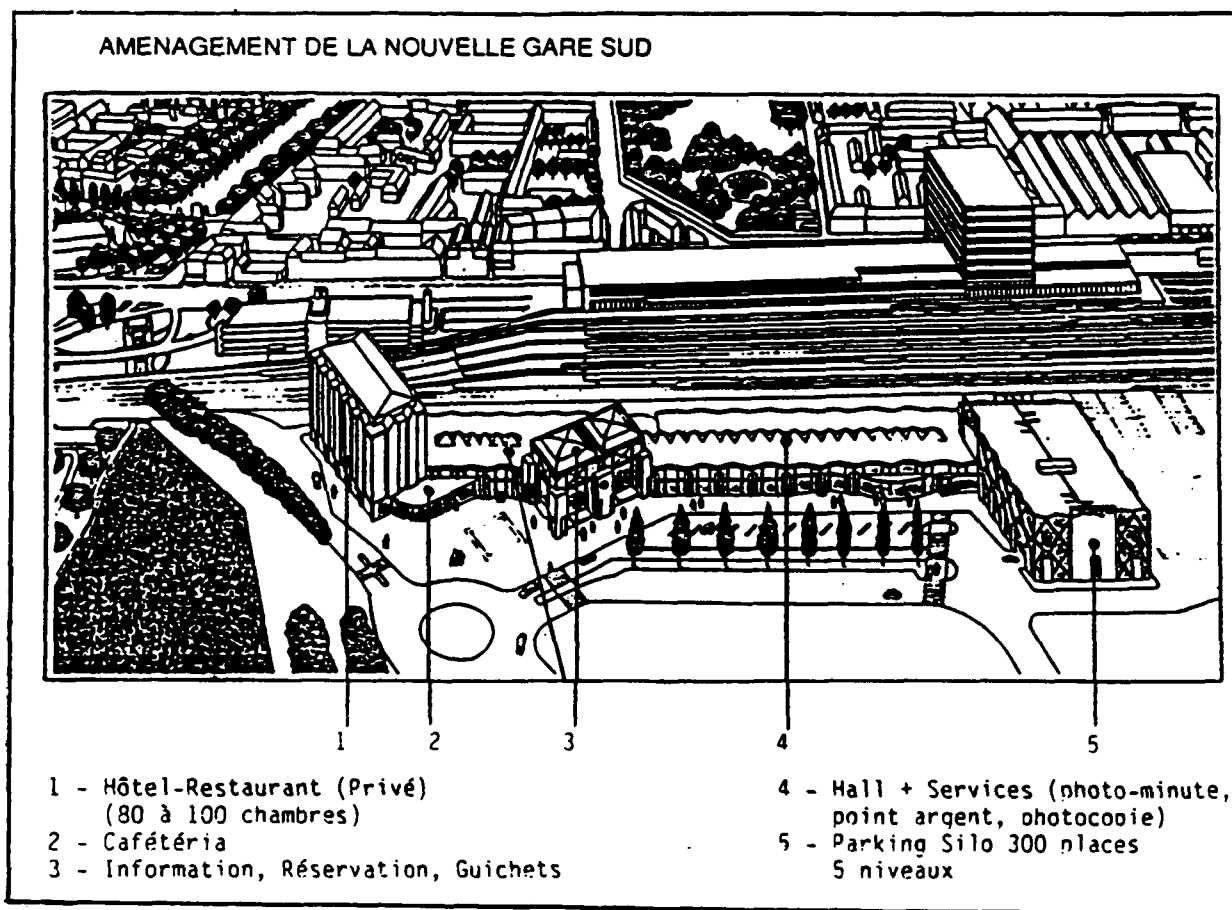 AMENAGEMENT DE LA NOUVELLE GARE SUD
1
2
3
4
5
1 - Hôtel-Restaurant (Privé)
(80 à 100 chambres)
2 - Cafétéria
3 - Information, Réservation, Guichets
4 - Hall + Services (photo-minute,
point argent, photocopie)
5 - Parking Silo 300 places
5 niveaux